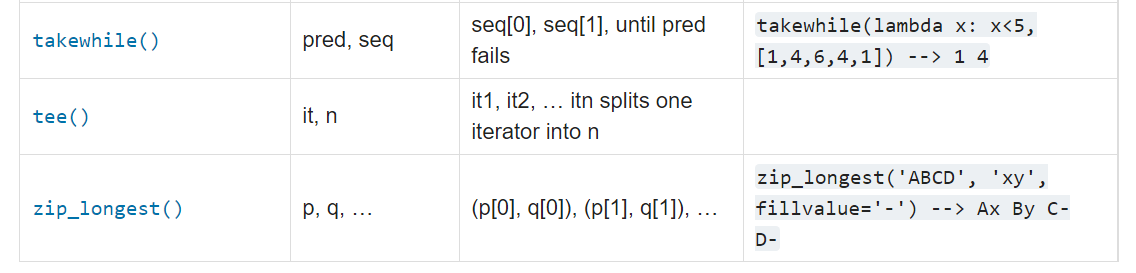 takewhile()
pred, seq
seq[0], seq[1], until pred
fails
takewhile(lambda x: x<5,
[1,4,6,4,1]) --> 1 4
tee()
it, n
it1, it2, … itn splits one
iterator into n
zip_longest()
p, q, …
(p[0], q[0]), (p[1], q[1]), …
zip_longest('ABCD', 'xy',
fillvalue='-') --> Ax By C-
D-